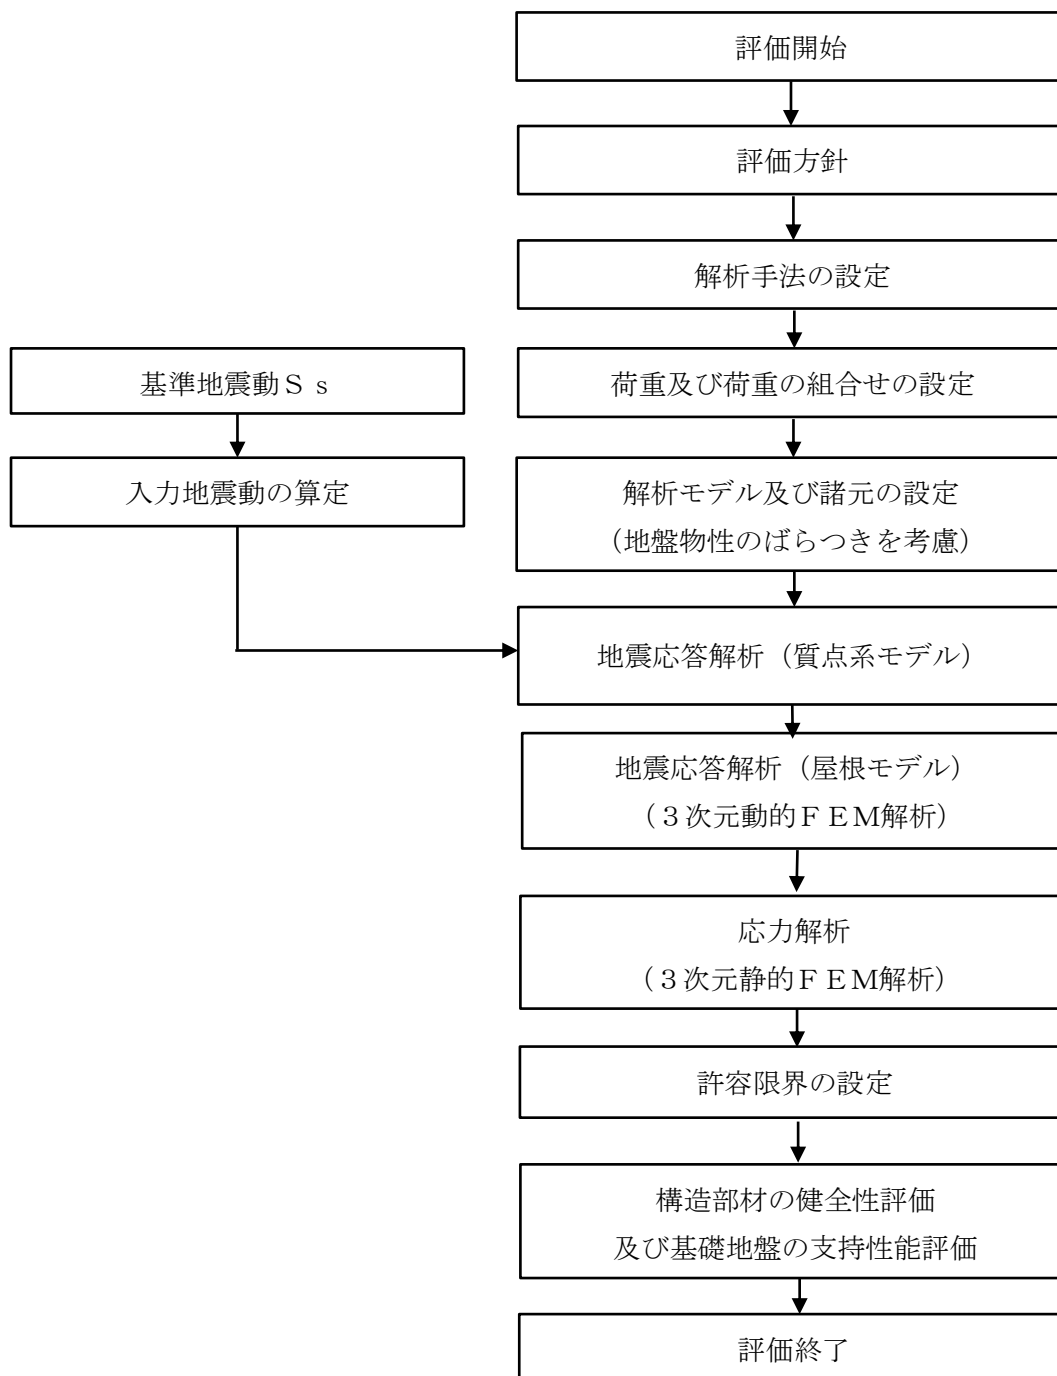 評価開始
評価方針
解析手法の設定
荷重及び荷重の組合せの設定
基準地震動Ｓｓ
入力地震動の算定
解析モデル及び諸元の設定
（地盤物性のばらつきを考慮）
地震応答解析（質点系モデル）
地震応答解析（屋根モデル）
（３次元動的ＦＥＭ解析）
応力解析
（３次元静的ＦＥＭ解析）
許容限界の設定
構造部材の健全性評価
及び基礎地盤の支持性能評価
評価終了